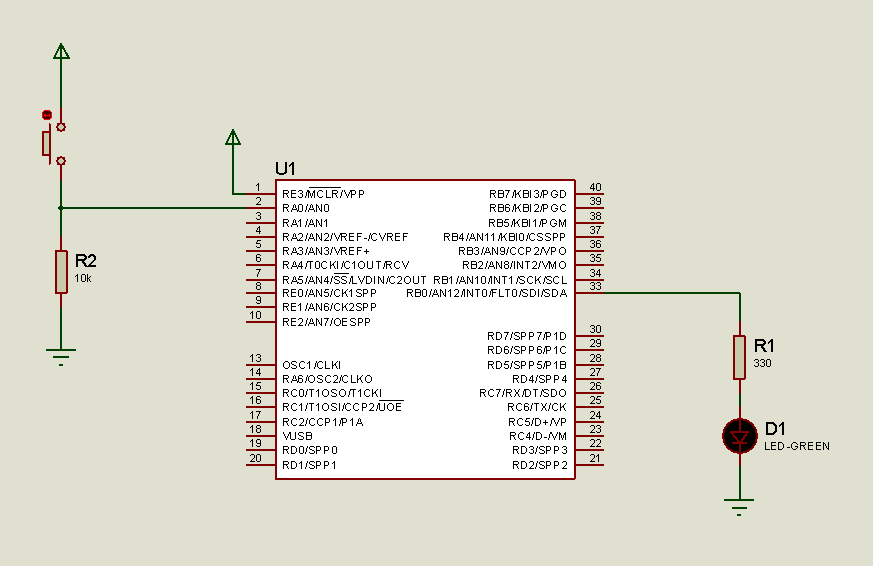 U1
1 RE3/MCLR/VPP
2 RA0/AN0
3 RA1/AN1
4 RA2/AN2/VREF-/CVREF
5 RA3/AN3/VREF+
6 RA4/T0CKI/C1OUT/RCV
7 RA5/AN4/SS/LVDIN/C2OUT
8 RE0/AN5/CK1SPP
9 RE1/AN6/CK2SPP
10 RE2/AN7/OESPP
13 OSC1/CLKI
14 RA6/OSC2/CLKO
15 RC0/T1OSO/T1CKI
16 RC1/T1OSI/CCP2/UOE
17 RC2/CCP1/P1A
18 VUSB
19 RD0/SPP0
20 RD1/SPP1
RB7/KBI3/PGD 40
RB6/KBI2/PGC 39
RB5/KBI1/PGM 38
RB4/AN11/KBI0/CSSPP 37
RB3/AN9/CCP2/VPO 36
RB2/AN8/INT2/VMO 35
RB1/AN10/INT1/SCK/SCL 34
RB0/AN12/INT0/FLT0/SDI/SDA 33
RD7/SPP7/P1D 30
RD6/SPP6/P1C 29
RD5/SPP5/P1B 28
RD4/SPP4 27
RC7/RX/DT/SDO 26
RC6/TX/CK 25
RC5/D+/VP 24
RC4/D-/VM 23
RD3/SPP3 22
RD2/SPP2 21
R2
10k
R1
330
D1
LED-GREEN